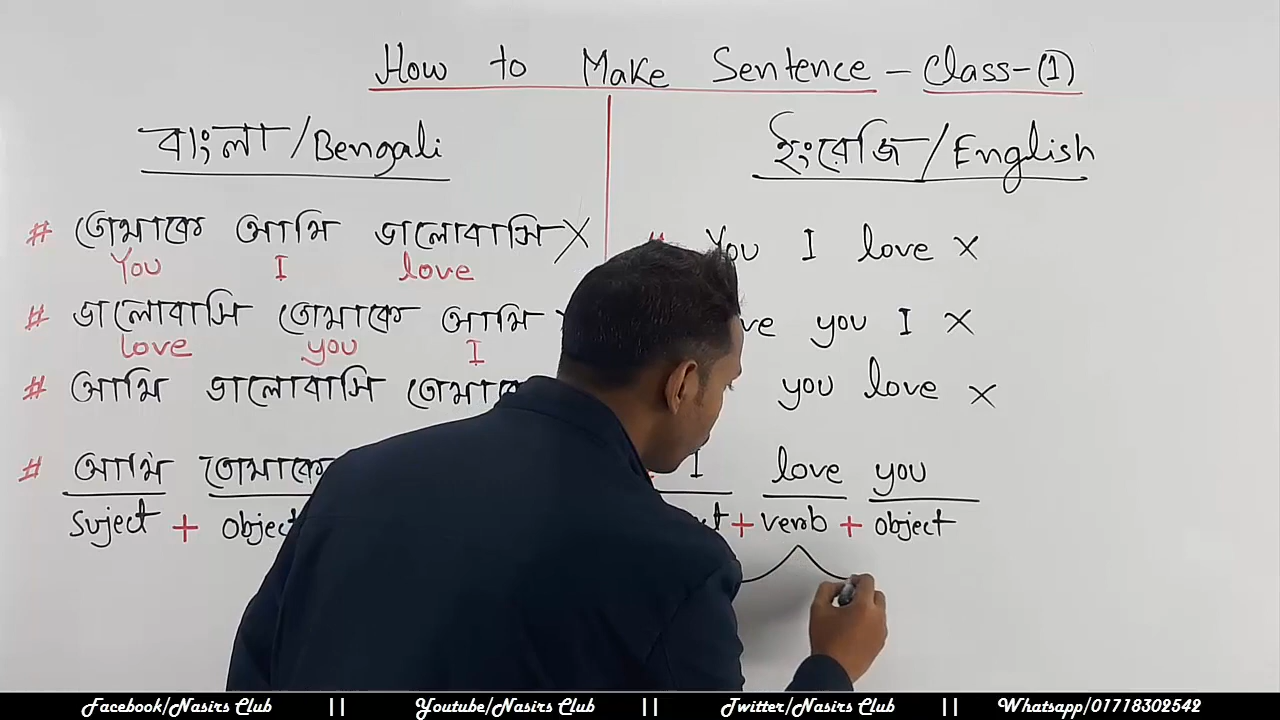 How to Make Sentence - Class-(1)
বাংলা/Bengali
ইংরেজি/English
# তোমাকে আমি ভালোবাসি X
You I love
# ভালোবাসি তোমাকে আমি
love you I
# আমি ভালোবাসি
# আমি তোমাকে
Suject + Object
You I love X
you I X
you love X
I love you
+ verb + object
Facebook/Nasirs Club || Youtube/Nasirs Club || Twitter/Nasirs Club || Whatsapp/01718302542